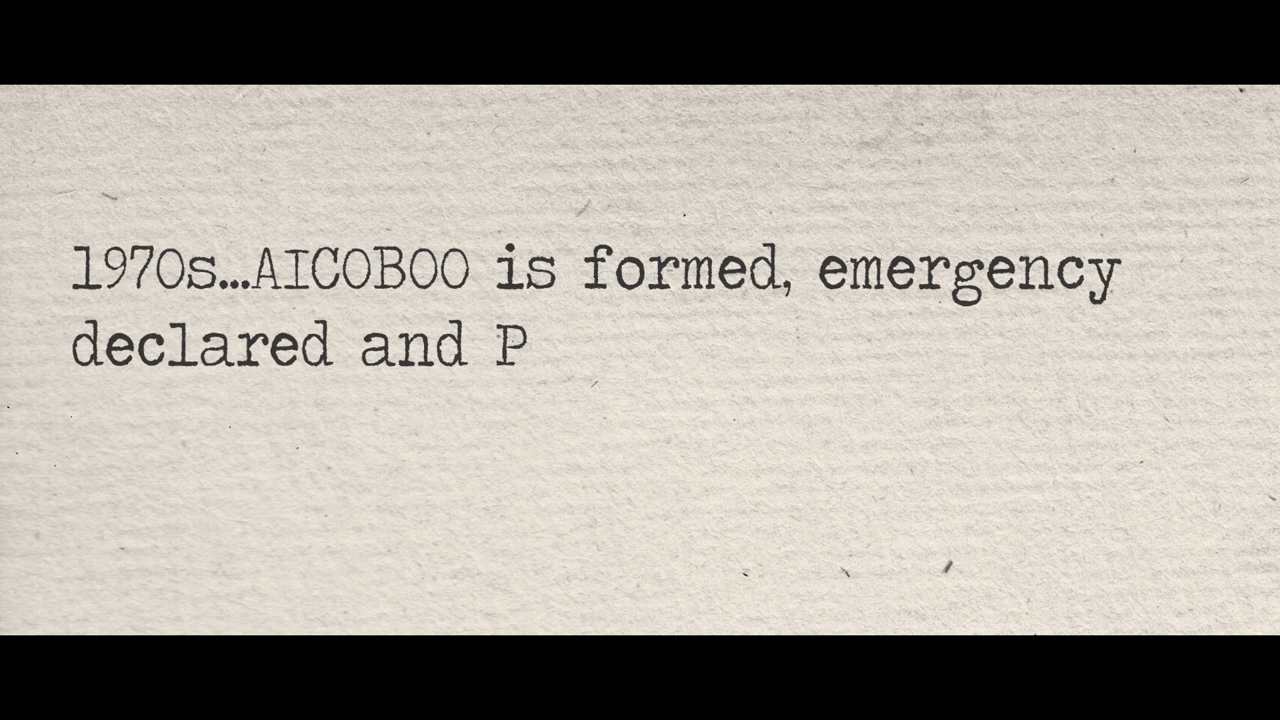 1970s...AICOBOO is formed, emergency
declared and P